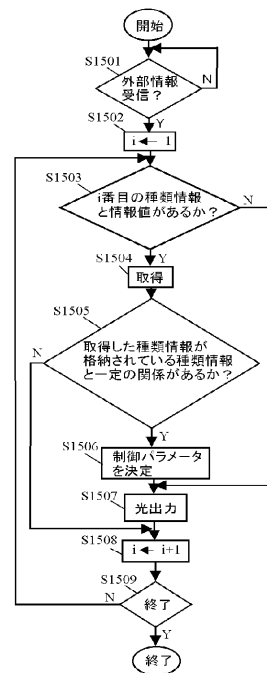 開始
S1501
外部情報
受信？
N
Y
S1502
i ← 1
S1503
i番目の種類情報
と情報値があるか？
N
Y
S1504
取得
S1505
取得した種類情報が
格納されている種類情報
と一定の関係があるか？
N
Y
S1506
制御パラメータ
を決定
S1507
光出力
S1508
i ← i+1
S1509
終了
N
Y
終了